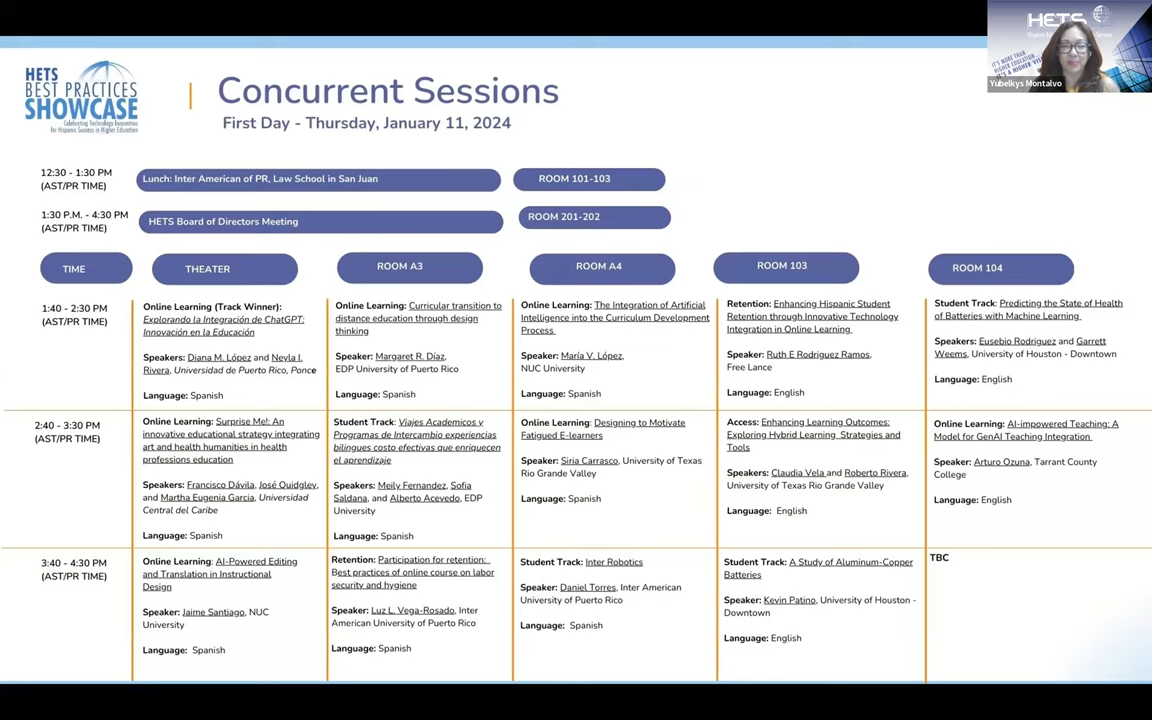 HETS
BEST PRACTICES
SHOWCASE
Celebrating Technology Innovation
for Hispanic Success in Higher Education
Concurrent Sessions
First Day - Thursday, January 11, 2024
HETS
IT'S MORE THAN
HIGHER EDUCATION
IT'S A HIGHER VIS
Yubelkys Montalvo
12:30 - 1:30 PM
(AST/PR TIME)
Lunch: Inter American of PR, Law School in San Juan
ROOM 101-103
1:30 P.M. - 4:30 PM
(AST/PR TIME)
HETS Board of Directors Meeting
ROOM 201-202
TIME
THEATER
ROOM A3
ROOM A4
ROOM 103
ROOM 104
1:40 - 2:30 PM
(AST/PR TIME)
Online Learning (Track Winner):
Explorando la Integración de ChatGPT:
Innovación en la Educación
Speakers: Diana M. López and Neyla I.
Rivera, Universidad de Puerto Rico, Ponce
Language: Spanish
Online Learning: Curricular transition to
distance education through design
thinking
Speaker: Margaret R. Díaz,
EDP University of Puerto Rico
Language: Spanish
Online Learning: The Integration of Artificial
Intelligence into the Curriculum Development
Process
Speaker: María V. López,
NUC University
Language: Spanish
Retention: Enhancing Hispanic Student
Retention through Innovative Technology
Integration in Online Learning
Speaker: Ruth E Rodriguez Ramos,
Free Lance
Language: English
Student Track: Predicting the State of Health
of Batteries with Machine Learning
Speakers: Eusebio Rodriguez and Garrett
Weems, University of Houston - Downtown
Language: English
2:40 - 3:30 PM
(AST/PR TIME)
Online Learning: Surprise Me!: An
innovative educational strategy integrating
art and health humanities in health
professions education
Speakers: Francisco Dávila, José Quidgley,
and Martha Eugenia Garcia, Universidad
Central del Caribe
Language: Spanish
Student Track: Viajes Academicos y
Programas de Intercambio experiencias
bilingues costo efectivas que enriquecen
el aprendizaje
Speakers: Meily Fernandez, Sofia
Saldana, and Alberto Acevedo, EDP
University
Language: Spanish
Online Learning: Designing to Motivate
Fatigued E-learners
Speaker: Siria Carrasco, University of Texas
Rio Grande Valley
Language: Spanish
Access: Enhancing Learning Outcomes:
Exploring Hybrid Learning Strategies and
Tools
Speakers: Claudia Vela and Roberto Rivera,
University of Texas Rio Grande Valley
Language: English
Online Learning: AI-impowered Teaching: A
Model for GenAI Teaching Integration
Speaker: Arturo Ozuna, Tarrant County
College
Language: English
3:40 - 4:30 PM
(AST/PR TIME)
Online Learning: AI-Powered Editing
and Translation in Instructional
Design
Speaker: Jaime Santiago, NUC
University
Language: Spanish
Retention: Participation for retention:
Best practices of online course on labor
security and hygiene
Speaker: Luz L. Vega-Rosado, Inter
American University of Puerto Rico
Language: Spanish
Student Track: Inter Robotics
Speaker: Daniel Torres, Inter American
University of Puerto Rico
Language: Spanish
Student Track: A Study of Aluminum-Copper
Batteries
Speaker: Kevin Patino, University of Houston -
Downtown
Language: English
TBC